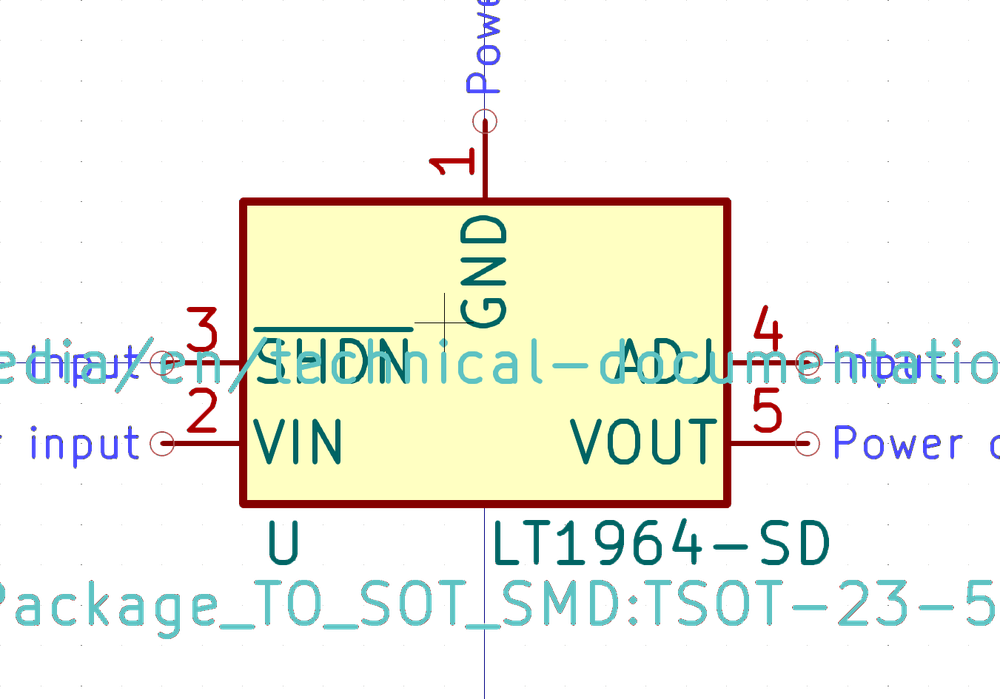 Powe
1
GND
3
4
edia/en/technical-documentatio
Input
SHDN
ADJ
Input
2
5
r input
VIN
VOUT
Power o
U
LT1964-SD
Package_TO_SOT_SMD:TSOT-23-5